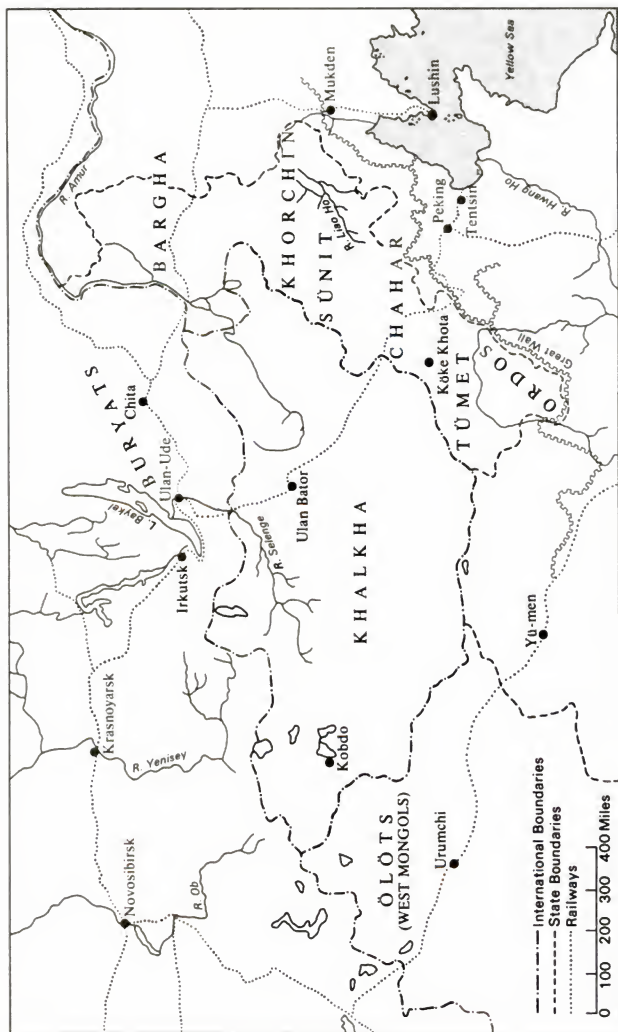 R. Amur
BARGHA
BURYATS
Chita
Ulan-Ude
L. Baykel
Irkutsk
R. Selenge
Krasnoyarsk
R. Yenisey
Novosibirsk
R. Ob
Mukden
KHORCHIN
R. Liao Ho
SÜNIT
CHAHAR
Lushin
Yellow Sea
Peking
Tentsin
R. Hwang Ho
Köke Khota
TÜMET
Great Wall
ORDOS
Ulan Bator
KHALKHA
Kobdo
Yu-men
ÖLÖTS
(WEST MONGOLS)
Urumchi
International Boundaries
State Boundaries
Railways
0 100 200 300 400 Miles